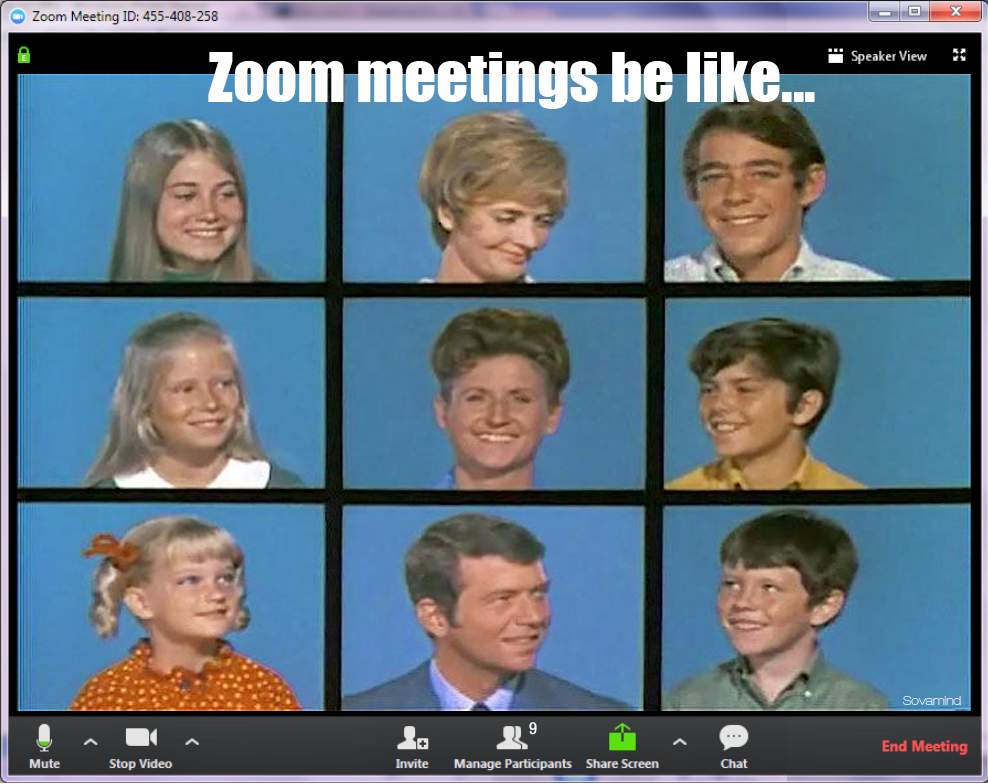 Zoom Meeting ID: 455-408-258
Speaker View
Zoom meetings be like...
Sovamind
9
Mute
Stop Video
Invite
Manage Participants
Share Screen
Chat
End Meeting